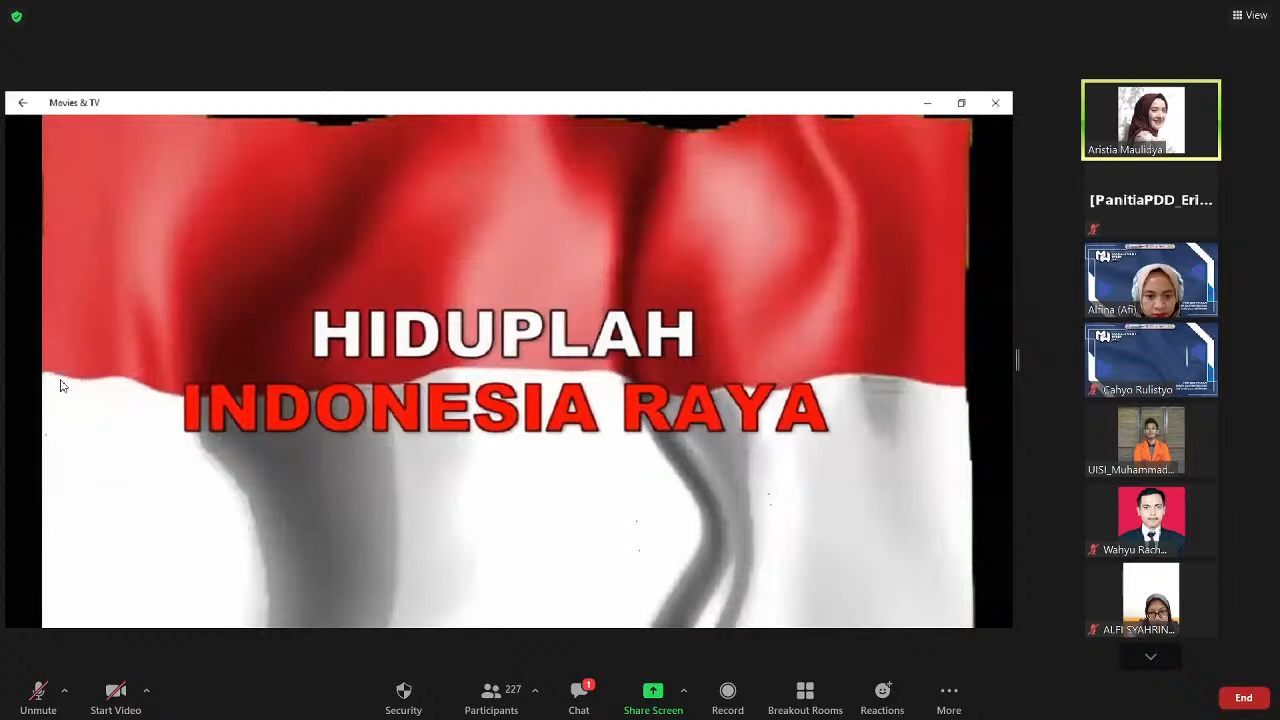 View
Movies & TV
HIDUPLAH
INDONESIA RAYA
Aristia Maulidya
[PanitiaPDD_Eri...
Alfina (Afi)
Cahyo Rulistyo
UISI_Muhammad...
Wahyu Rach...
ALFI SYAHRIN...
Unmute
Start Video
Security
227
Participants
1
Chat
Share Screen
Record
Breakout Rooms
Reactions
More
End